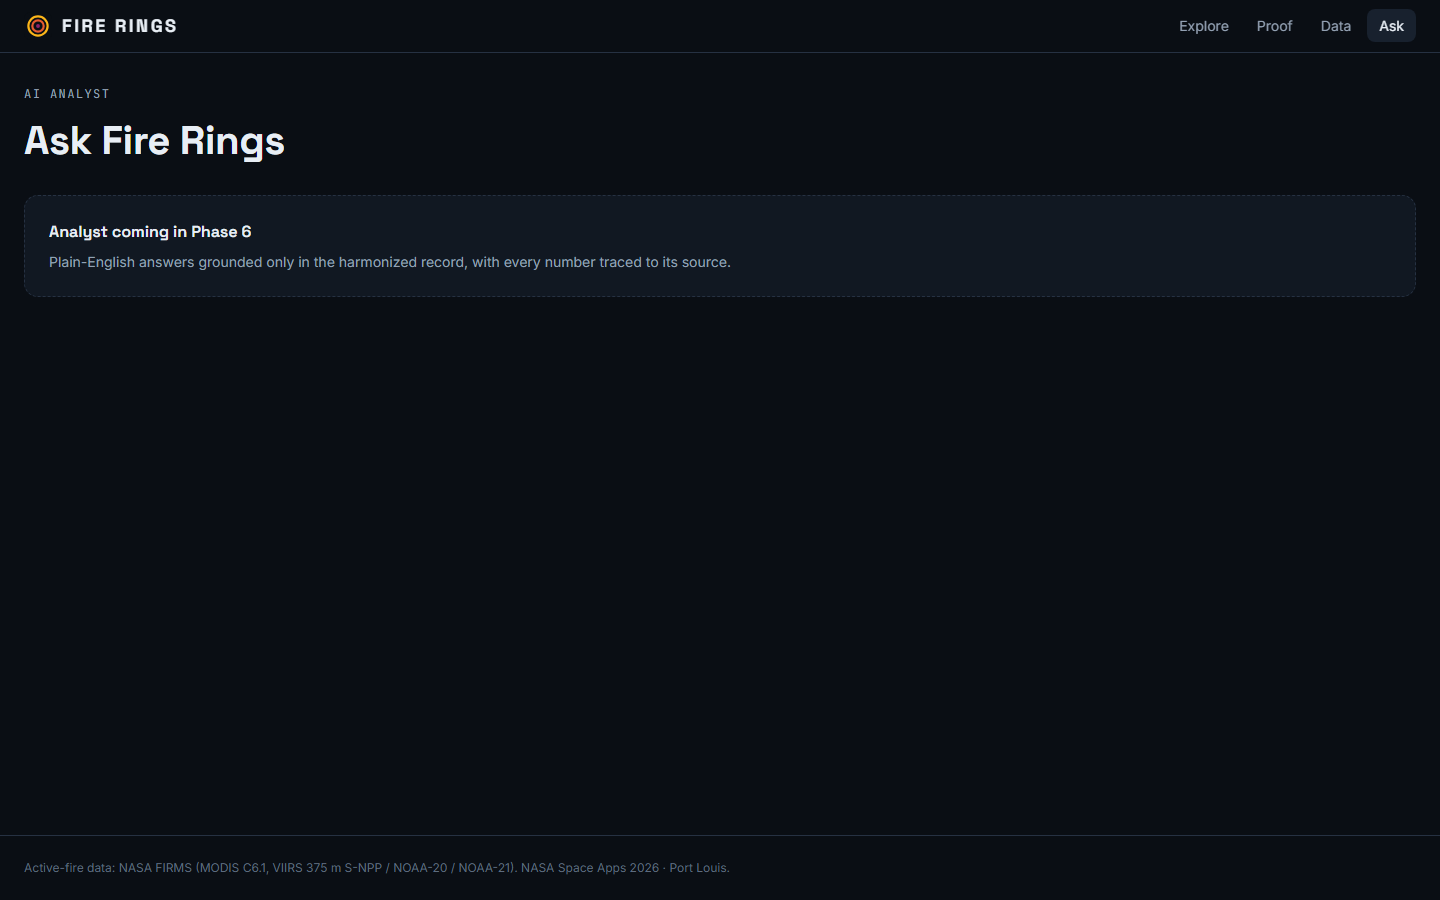 FIRE RINGS
Explore Proof Data Ask
AI ANALYST
Ask Fire Rings
Analyst coming in Phase 6
Plain-English answers grounded only in the harmonized record, with every number traced to its source.
Active-fire data: NASA FIRMS (MODIS C6.1, VIIRS 375 m S-NPP / NOAA-20 / NOAA-21). NASA Space Apps 2026 · Port Louis.